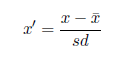 x′ = (x − x̄) / sd